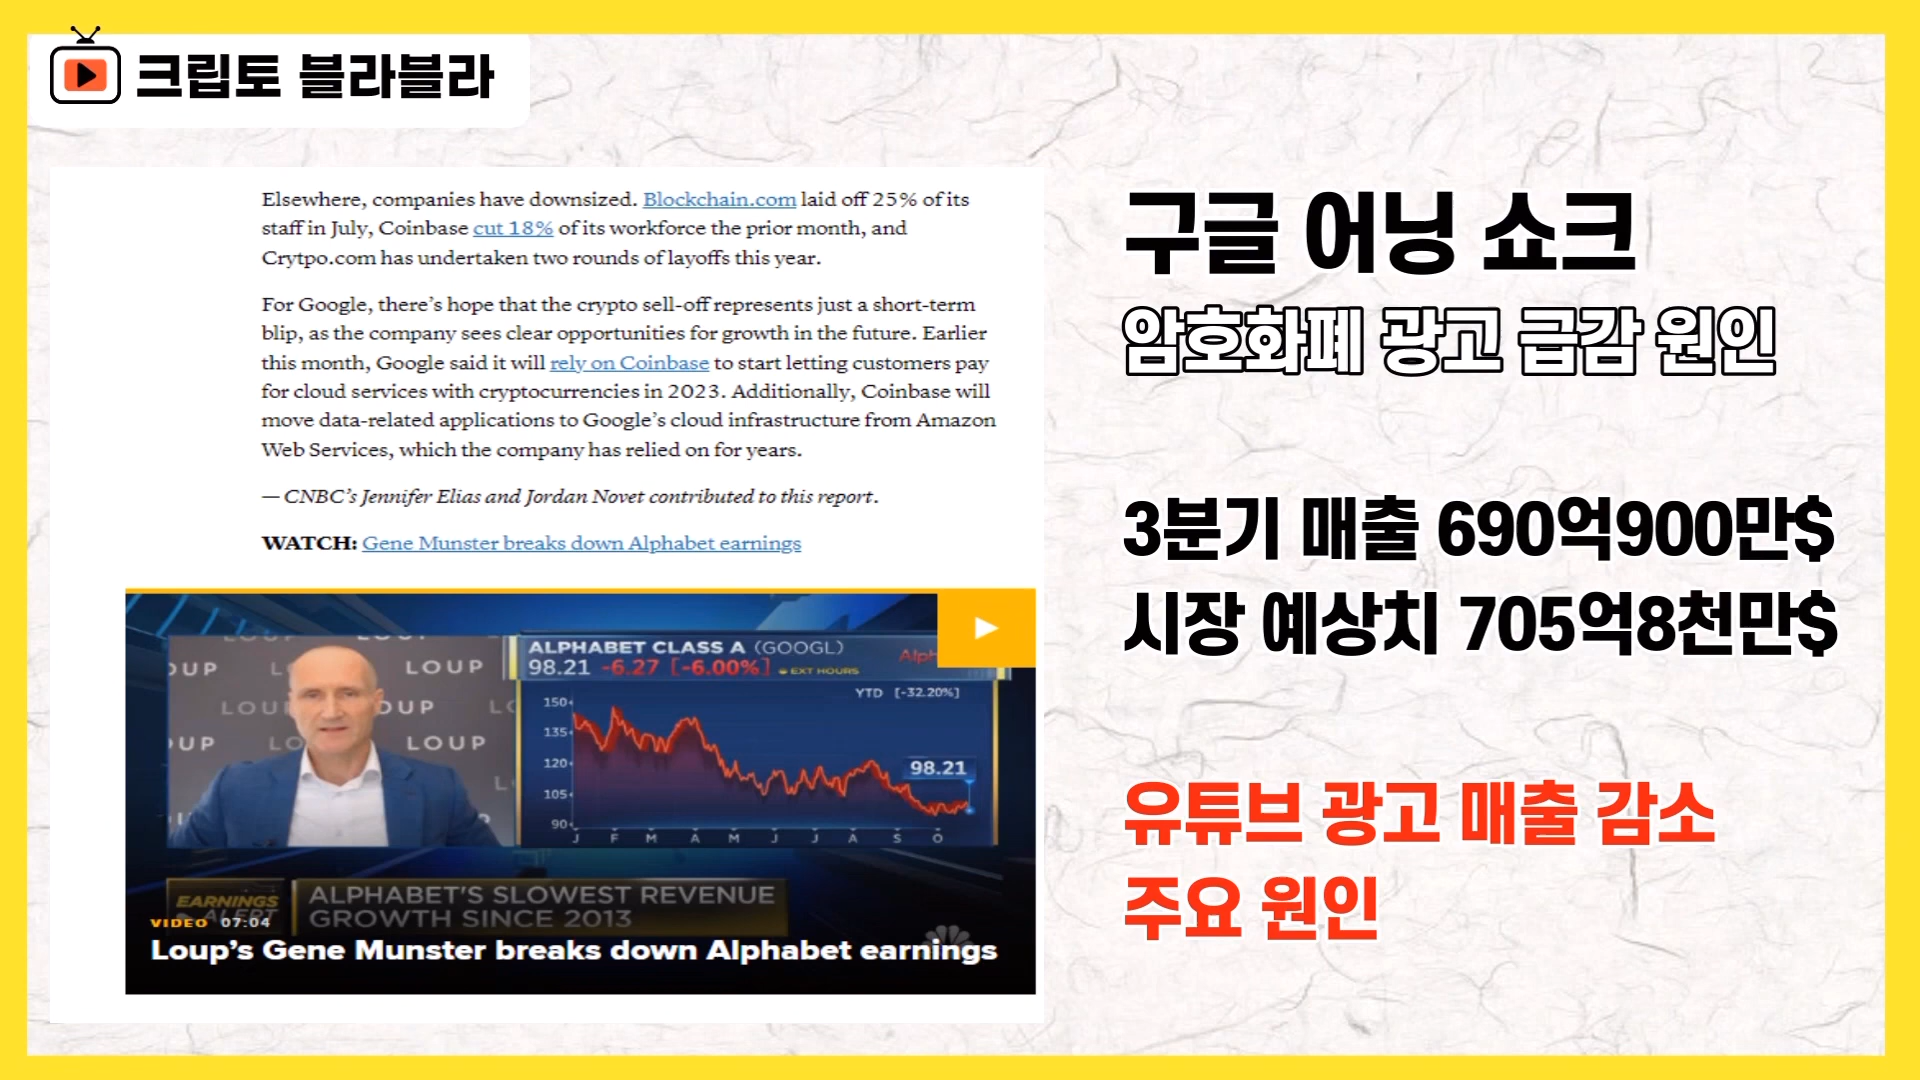 크립토 블라블라
Elsewhere, companies have downsized. Blockchain.com laid off 25% of its
staff in July, Coinbase cut 18% of its workforce the prior month, and
Crytpo.com has undertaken two rounds of layoffs this year.
For Google, there's hope that the crypto sell-off represents just a short-term
blip, as the company sees clear opportunities for growth in the future. Earlier
this month, Google said it will rely on Coinbase to start letting customers pay
for cloud services with cryptocurrencies in 2023. Additionally, Coinbase will
move data-related applications to Google's cloud infrastructure from Amazon
Web Services, which the company has relied on for years.
— CNBC's Jennifer Elias and Jordan Novet contributed to this report.
WATCH: Gene Munster breaks down Alphabet earnings
LOUP
LOUP
LOUP
ALPHABET CLASS A (GOOGL)
98.21 -6.27 [-6.00%] EXT HOURS
YTD [-32.20%]
150
135
120
105
90
98.21
J F M A M J J A S O
EARNINGS
ALERT
ALPHABET'S SLOWEST REVENUE
GROWTH SINCE 2013
VIDEO 07:04
Loup's Gene Munster breaks down Alphabet earnings
구글 어닝 쇼크
암호화폐 광고 급감 원인
3분기 매출 690억900만$
시장 예상치 705억8천만$
유튜브 광고 매출 감소
주요 원인